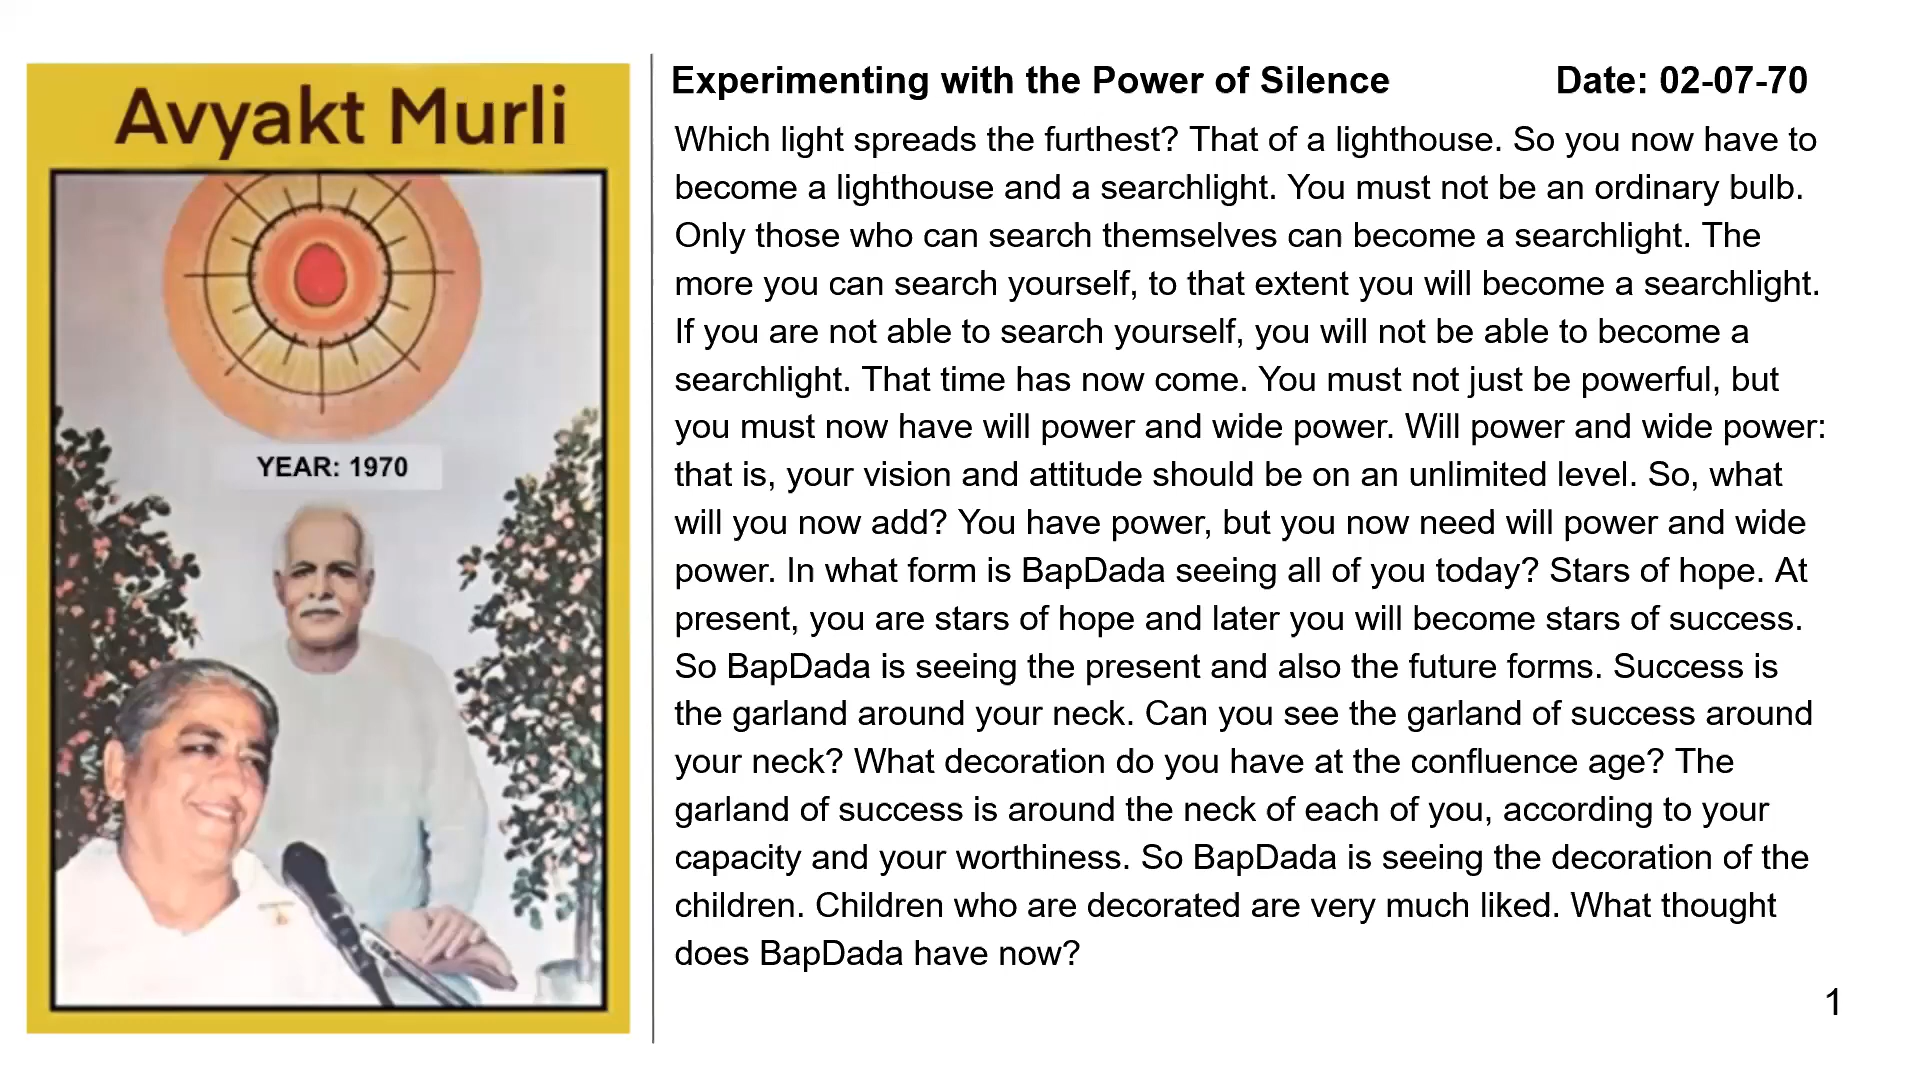 Avyakt Murli
YEAR: 1970
Experimenting with the Power of Silence Date: 02-07-70
Which light spreads the furthest? That of a lighthouse. So you now have to
become a lighthouse and a searchlight. You must not be an ordinary bulb.
Only those who can search themselves can become a searchlight. The
more you can search yourself, to that extent you will become a searchlight.
If you are not able to search yourself, you will not be able to become a
searchlight. That time has now come. You must not just be powerful, but
you must now have will power and wide power. Will power and wide power:
that is, your vision and attitude should be on an unlimited level. So, what
will you now add? You have power, but you now need will power and wide
power. In what form is BapDada seeing all of you today? Stars of hope. At
present, you are stars of hope and later you will become stars of success.
So BapDada is seeing the present and also the future forms. Success is
the garland around your neck. Can you see the garland of success around
your neck? What decoration do you have at the confluence age? The
garland of success is around the neck of each of you, according to your
capacity and your worthiness. So BapDada is seeing the decoration of the
children. Children who are decorated are very much liked. What thought
does BapDada have now?
1